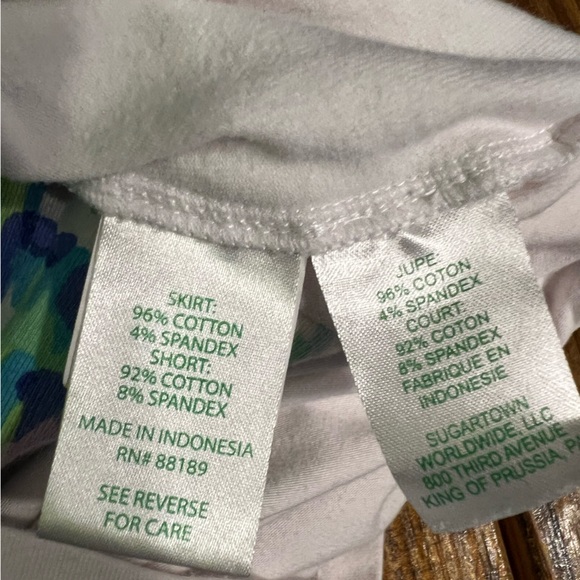 SKIRT:
96% COTTON
4% SPANDEX
SHORT:
92% COTTON
8% SPANDEX
MADE IN INDONESIA
RN# 88189
SEE REVERSE
FOR CARE
JUPE:
96% COTON
4% SPANDEX
COURT:
92% COTON
8% SPANDEX
FABRIQUE EN
INDONESIE
SUGARTOWN
WORLDWIDE, LLC
800 THIRD AVENUE
KING OF PRUSSIA,